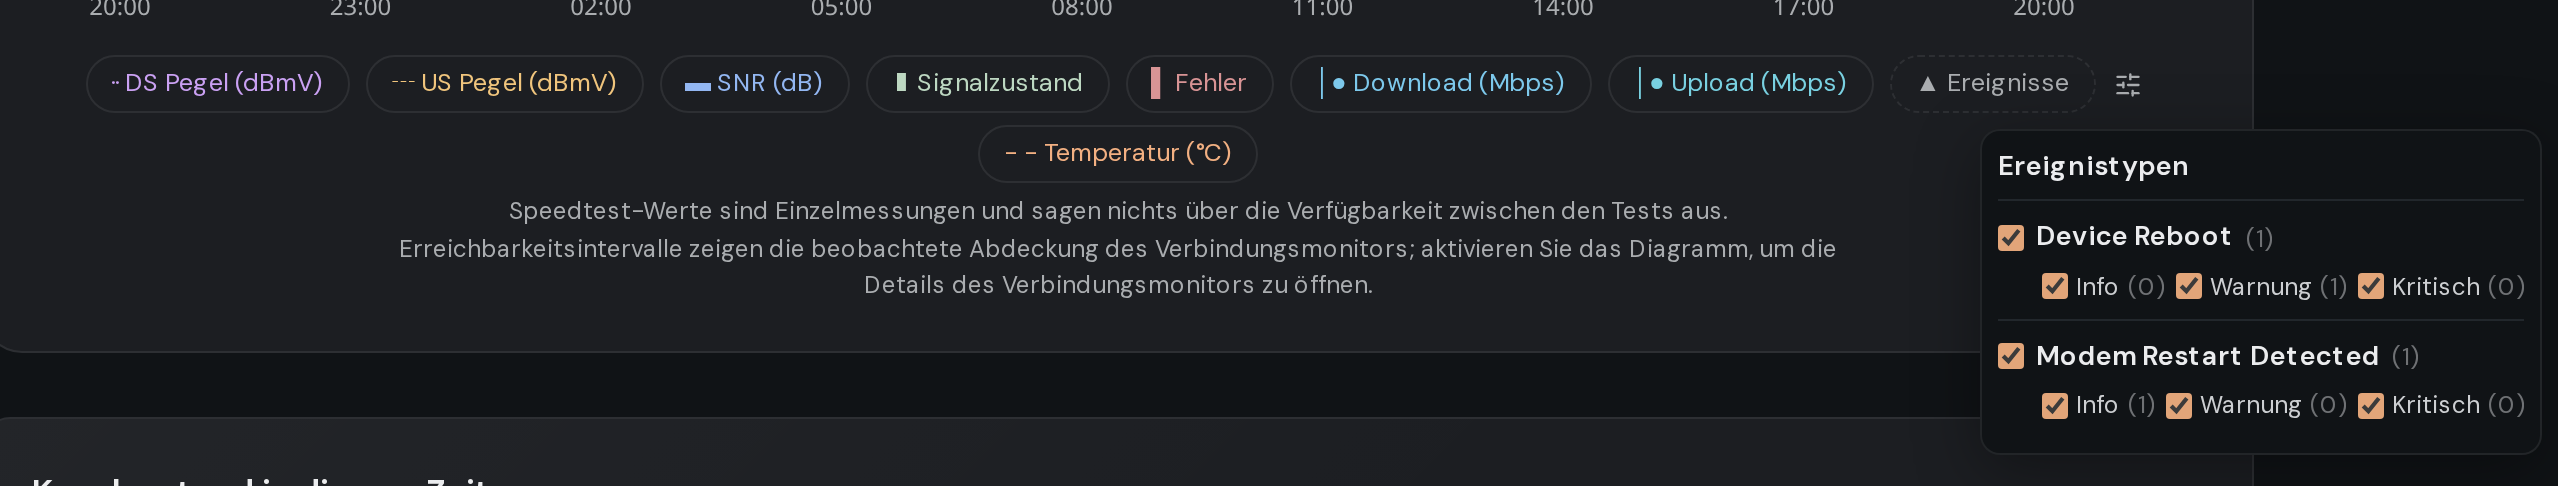 20:00 23:00 02:00 05:00 08:00 11:00 14:00 17:00 20:00
DS Pegel (dBmV) US Pegel (dBmV) SNR (dB) Signalzustand Fehler Download (Mbps) Upload (Mbps) ▲ Ereignisse
Temperatur (°C)
Speedtest-Werte sind Einzelmessungen und sagen nichts über die Verfügbarkeit zwischen den Tests aus.
Erreichbarkeitsintervalle zeigen die beobachtete Abdeckung des Verbindungsmonitors; aktivieren Sie das Diagramm, um die
Details des Verbindungsmonitors zu öffnen.
Ereignistypen
Device Reboot (1)
Info (0) Warnung (1) Kritisch (0)
Modem Restart Detected (1)
Info (1) Warnung (0) Kritisch (0)